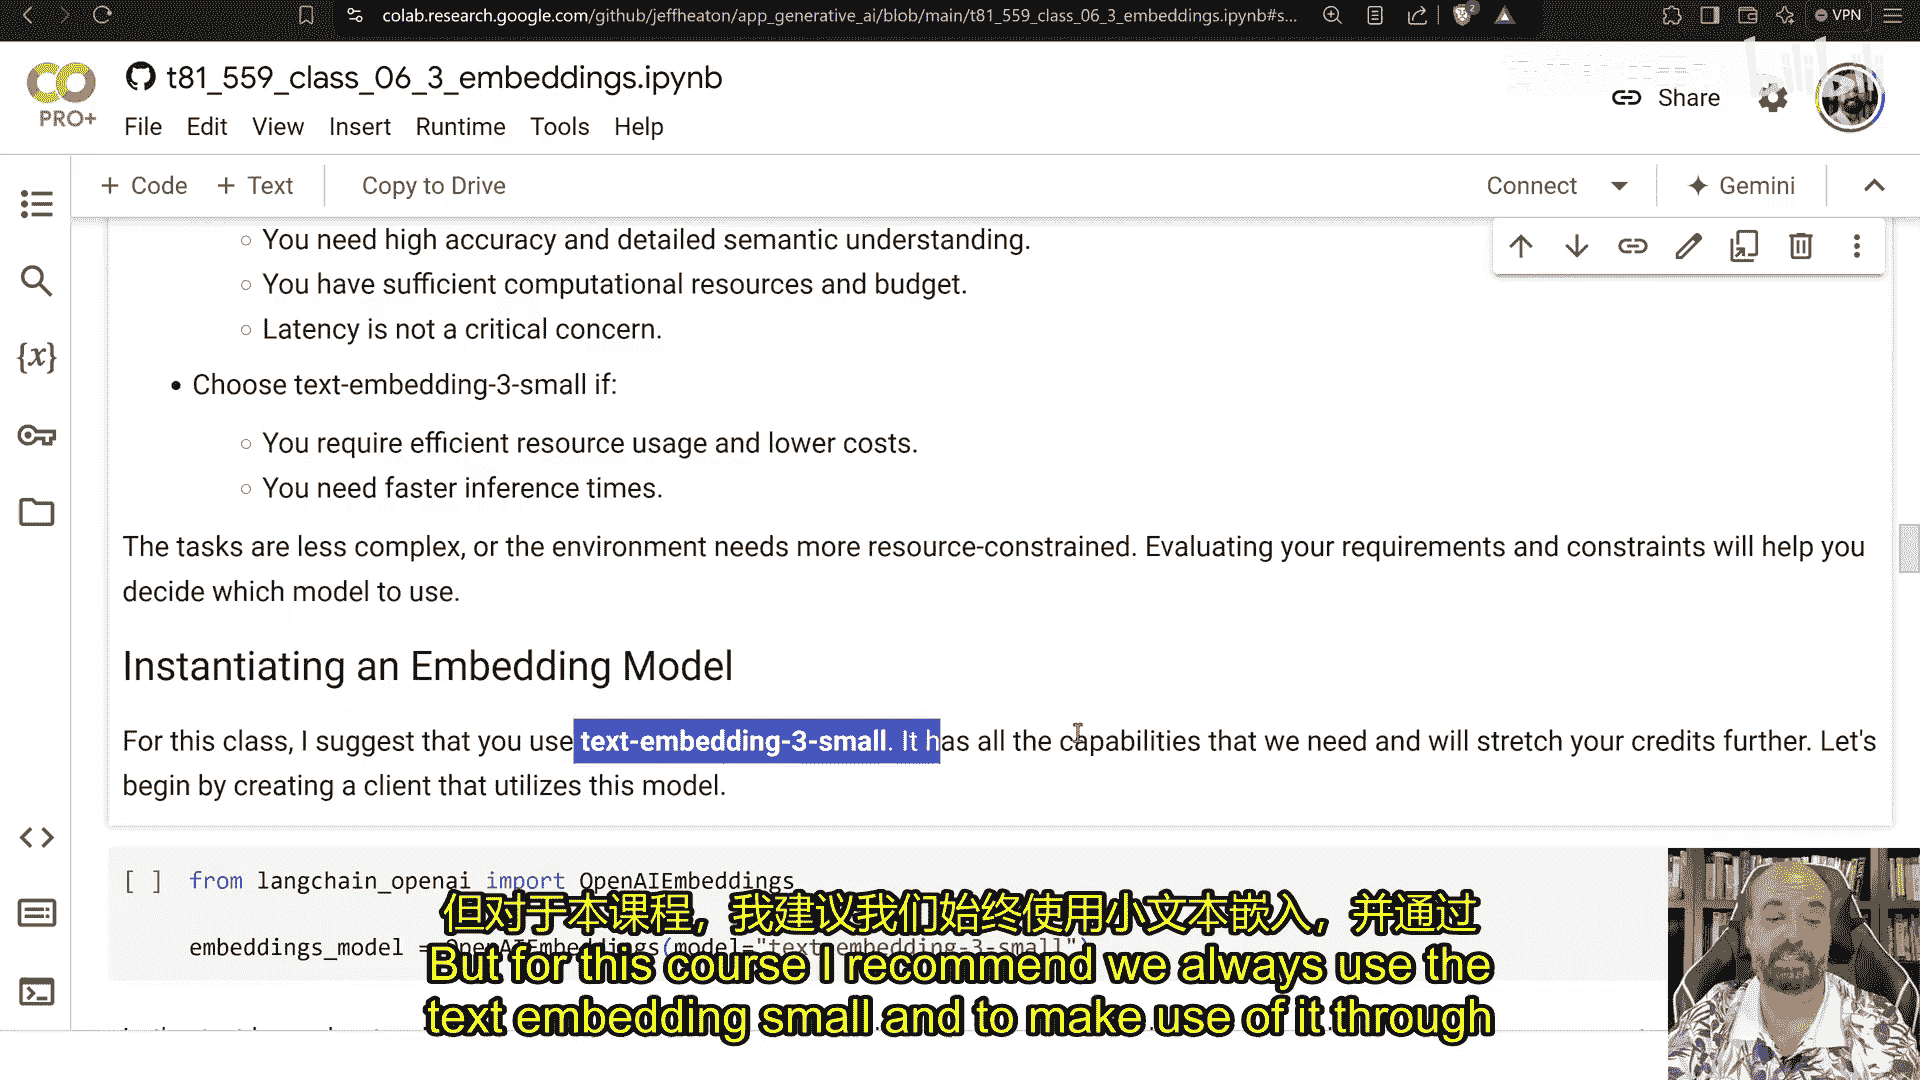 colab.research.google.com/github/jeffheaton/app_generative_ai/blob/main/t81_559_class_06_3_embeddings.ipynb#s...
2
VPN
t81_559_class_06_3_embeddings.ipynb
PRO+
File Edit View Insert Runtime Tools Help
Share
+ Code + Text Copy to Drive
Connect
Gemini
You need high accuracy and detailed semantic understanding.
You have sufficient computational resources and budget.
Latency is not a critical concern.
{x}
• Choose text-embedding-3-small if:
You require efficient resource usage and lower costs.
You need faster inference times.
The tasks are less complex, or the environment needs more resource-constrained. Evaluating your requirements and constraints will help you
decide which model to use.
Instantiating an Embedding Model
For this class, I suggest that you use text-embedding-3-small. It has all the capabilities that we need and will stretch your credits further. Let's
begin by creating a client that utilizes this model.
[ ] from langchain_openai import OpenAIEmbeddings
embeddings_model = OpenAIEmbeddings(model="text-embedding-3-small")
但对于本课程，我建议我们始终使用小文本嵌入，并通过
But for this course I recommend we always use the
text embedding small and to make use of it through